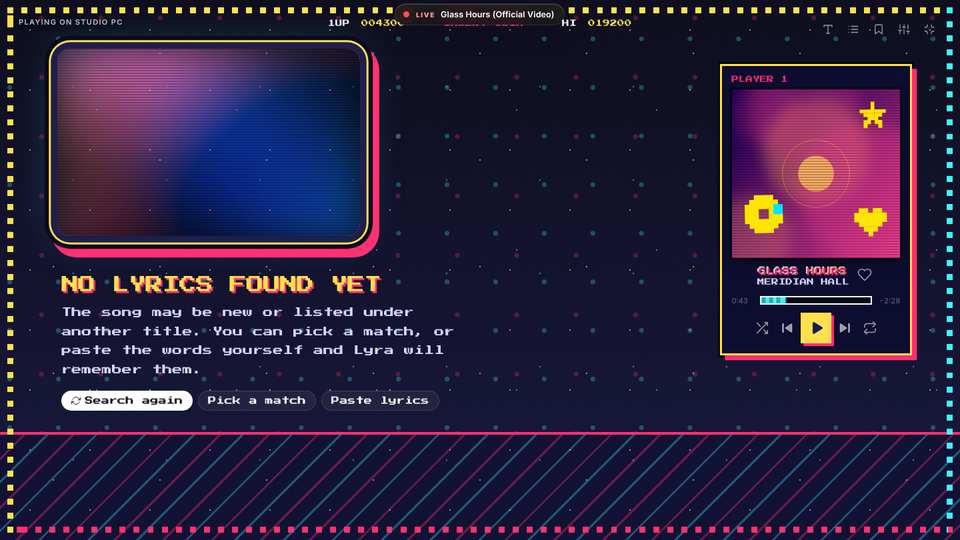 PLAYING ON STUDIO PC
1UP 004300
LIVE Glass Hours (Official Video)
HI 019200
PLAYER 1
GLASS HOURS
MERIDIAN HALL
0:43
-2:28
NO LYRICS FOUND YET
The song may be new or listed under
another title. You can pick a match, or
paste the words yourself and Lyra will
remember them.
Search again
Pick a match
Paste lyrics